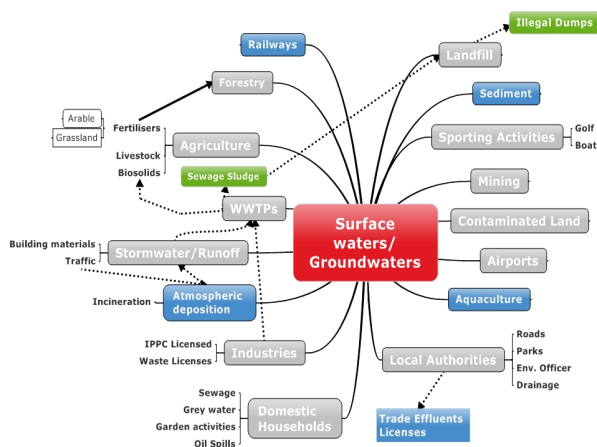 Illegal Dumps
Railways
Landfill
Forestry
Sediment
Arable
Grassland
Fertilisers
Livestock
Biosolids
Agriculture
Sporting Activities
Golf
Boat
Sewage Sludge
Mining
WWTPs
Surface
waters/
Groundwaters
Contaminated Land
Building materials
Traffic
Stormwater/Runoff
Airports
Incineration
Atmospheric
deposition
Aquaculture
IPPC Licensed
Waste Licenses
Industries
Local Authorities
Roads
Parks
Env. Officer
Drainage
Sewage
Grey water
Garden activities
Oil Spills
Domestic
Households
Trade Effluents
Licenses